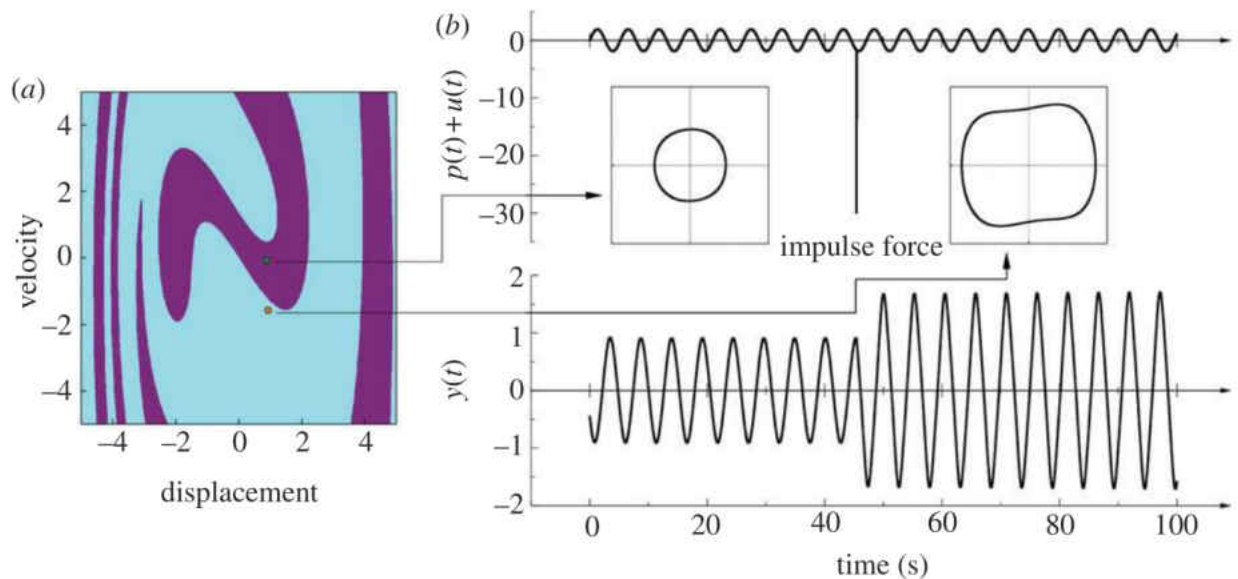 (a)
velocity
4
2
0
−2
−4
−4 −2 0 2 4
displacement
(b)
p(t) + u(t)
0
−10
−20
−30
impulse force
y(t)
2
1
0
−1
−2
0 20 40 60 80 100
time (s)